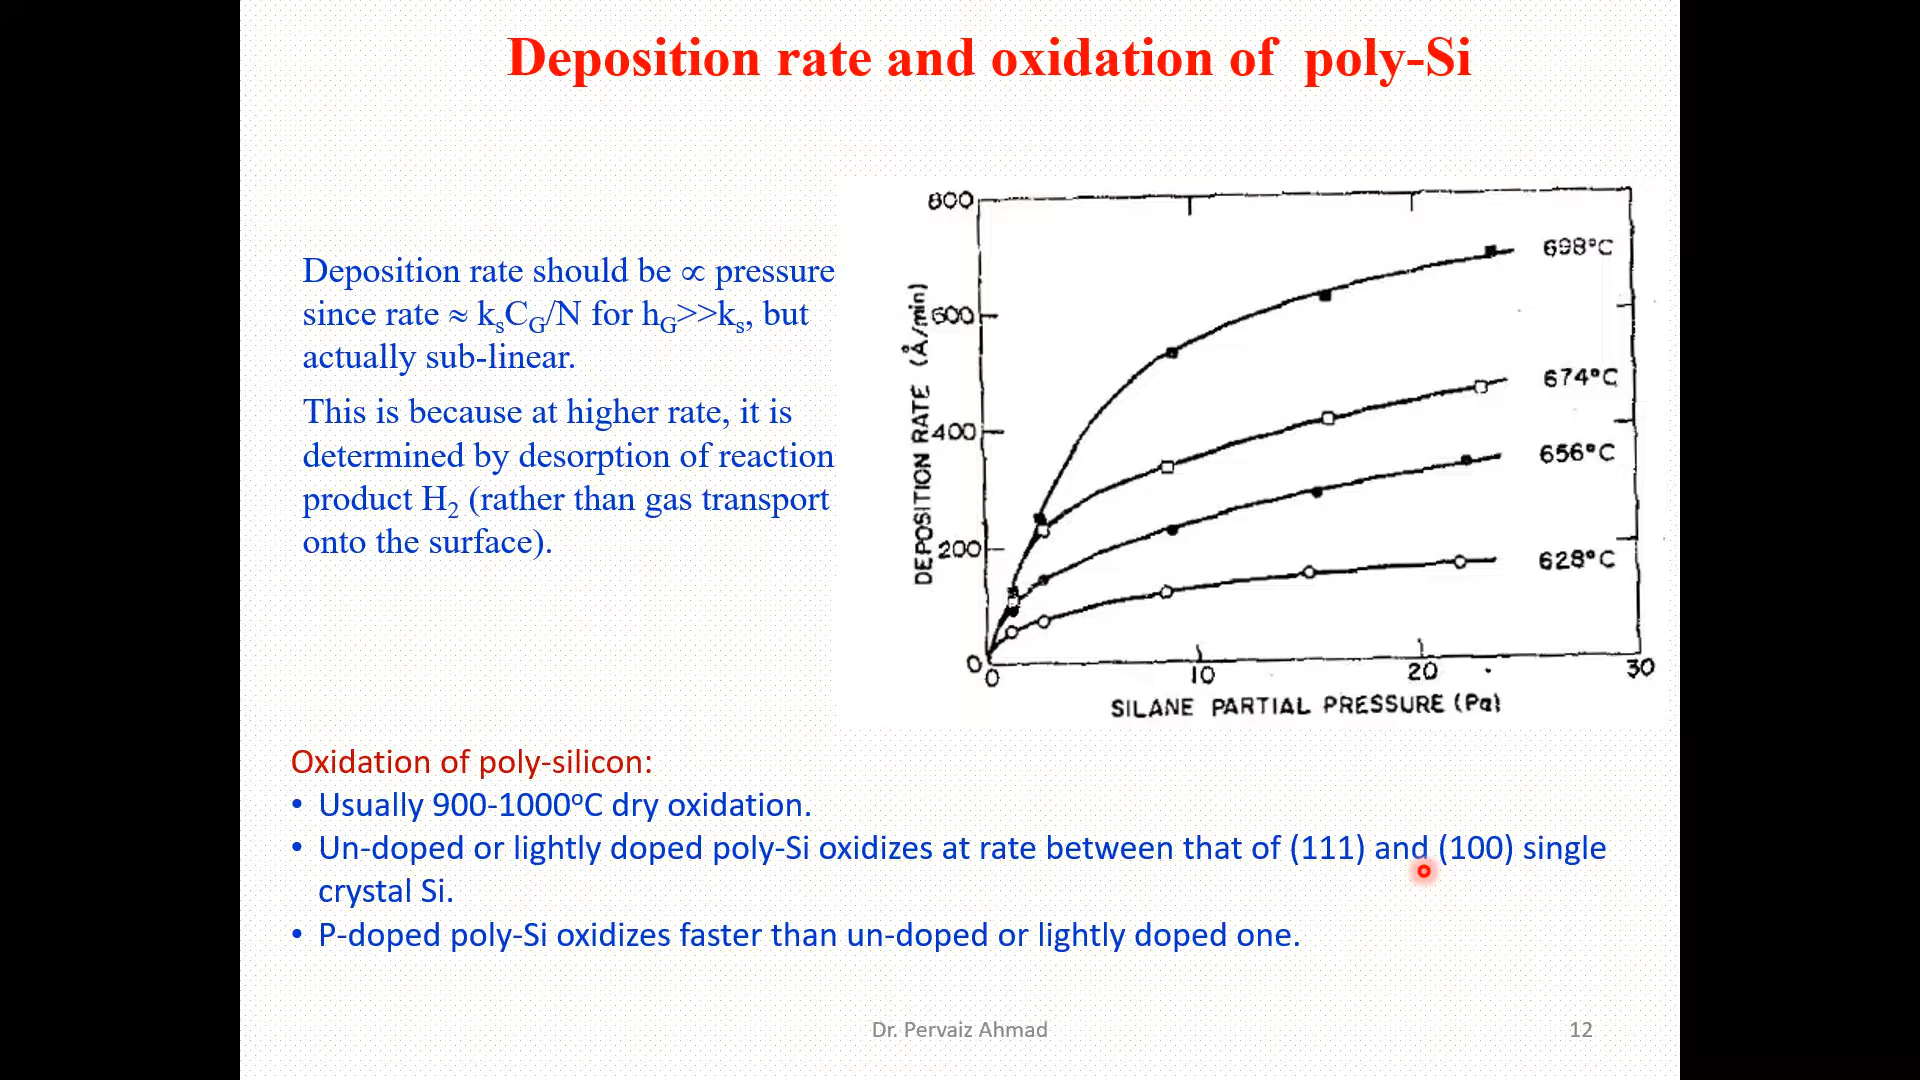 Deposition rate and oxidation of poly-Si
Deposition rate should be ∝ pressure
since rate ≈ ksCG/N for hG>>ks, but
actually sub-linear.
This is because at higher rate, it is
determined by desorption of reaction
product H2 (rather than gas transport
onto the surface).
DEPOSITION RATE (Å/min)
800
600
400
200
0
0
10
20
30
SILANE PARTIAL PRESSURE (Pa)
698°C
674°C
656°C
628°C
Oxidation of poly-silicon:
• Usually 900-1000°C dry oxidation.
• Un-doped or lightly doped poly-Si oxidizes at rate between that of (111) and (100) single
crystal Si.
• P-doped poly-Si oxidizes faster than un-doped or lightly doped one.
Dr. Pervaiz Ahmad
12